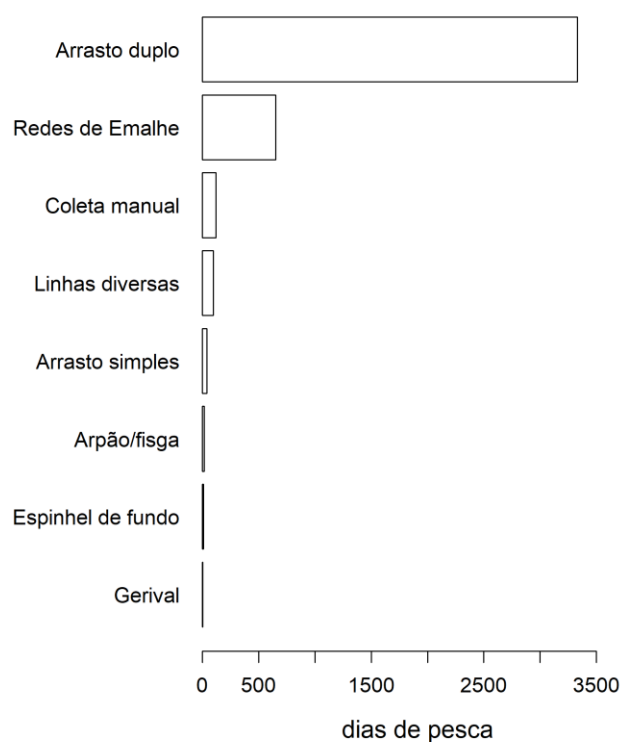 Arrasto duplo
Redes de Emalhe
Coleta manual
Linhas diversas
Arrasto simples
Arpão/fisga
Espinhel de fundo
Gerival
0 500 1500 2500 3500
dias de pesca